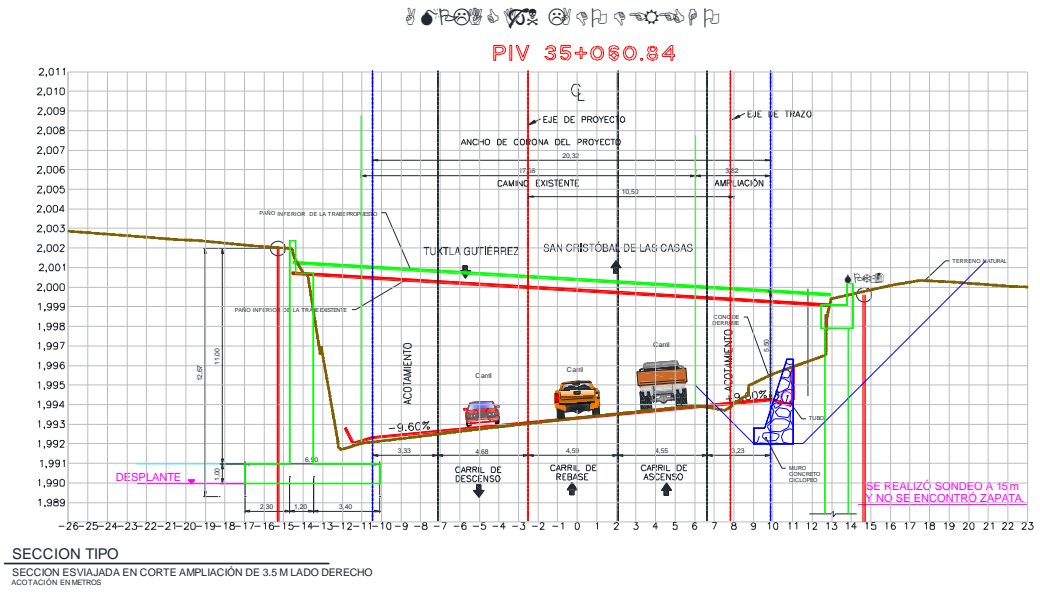 PIV 35+060.84
2,011
2,010
2,009
2,008
2,007
2,006
2,005
2,004
2,003
2,002
2,001
2,000
1,999
1,998
1,997
1,996
1,995
1,994
1,993
1,992
1,991
1,990
1,989
CL
EJE DE PROYECTO
EJE DE TRAZO
ANCHO DE CORONA DEL PROYECTO
20,32
CAMINO EXISTENTE
AMPLIACIÓN
10,50
PAÑO INFERIOR DE LA TRABE PROPUESTO
TUXTLA GUTIÉRREZ
SAN CRISTÓBAL DE LAS CASAS
TERRENO NATURAL
PAÑO INFERIOR DE LA TRABE EXISTENTE
CONO DE
DERRAME
12,67
11,00
ACOTAMIENTO
Carril
Carril
Carril
ACOTAMIENTO
-9.60%
TUBO
6,90
3,33
4,68
4,59
4,55
3,23
1,00
DESPLANTE
CARRIL DE
DESCENSO
CARRIL DE
REBASE
CARRIL DE
ASCENSO
MURO
CONCRETO
CICLOPEO
SE REALIZÓ SONDEO A 15 m
Y NO SE ENCONTRÓ ZAPATA.
2,30
1,20
3,40
-26 -25 -24 -23 -22 -21 -20 -19 -18 -17 -16 -15 -14 -13 -12 -11 -10 -9 -8 -7 -6 -5 -4 -3 -2 -1 0 1 2 3 4 5 6 7 8 9 10 11 12 13 14 15 16 17 18 19 20 21 22 23
SECCION TIPO
SECCION ESVIAJADA EN CORTE AMPLIACIÓN DE 3.5 M LADO DERECHO
ACOTACIÓN EN METROS